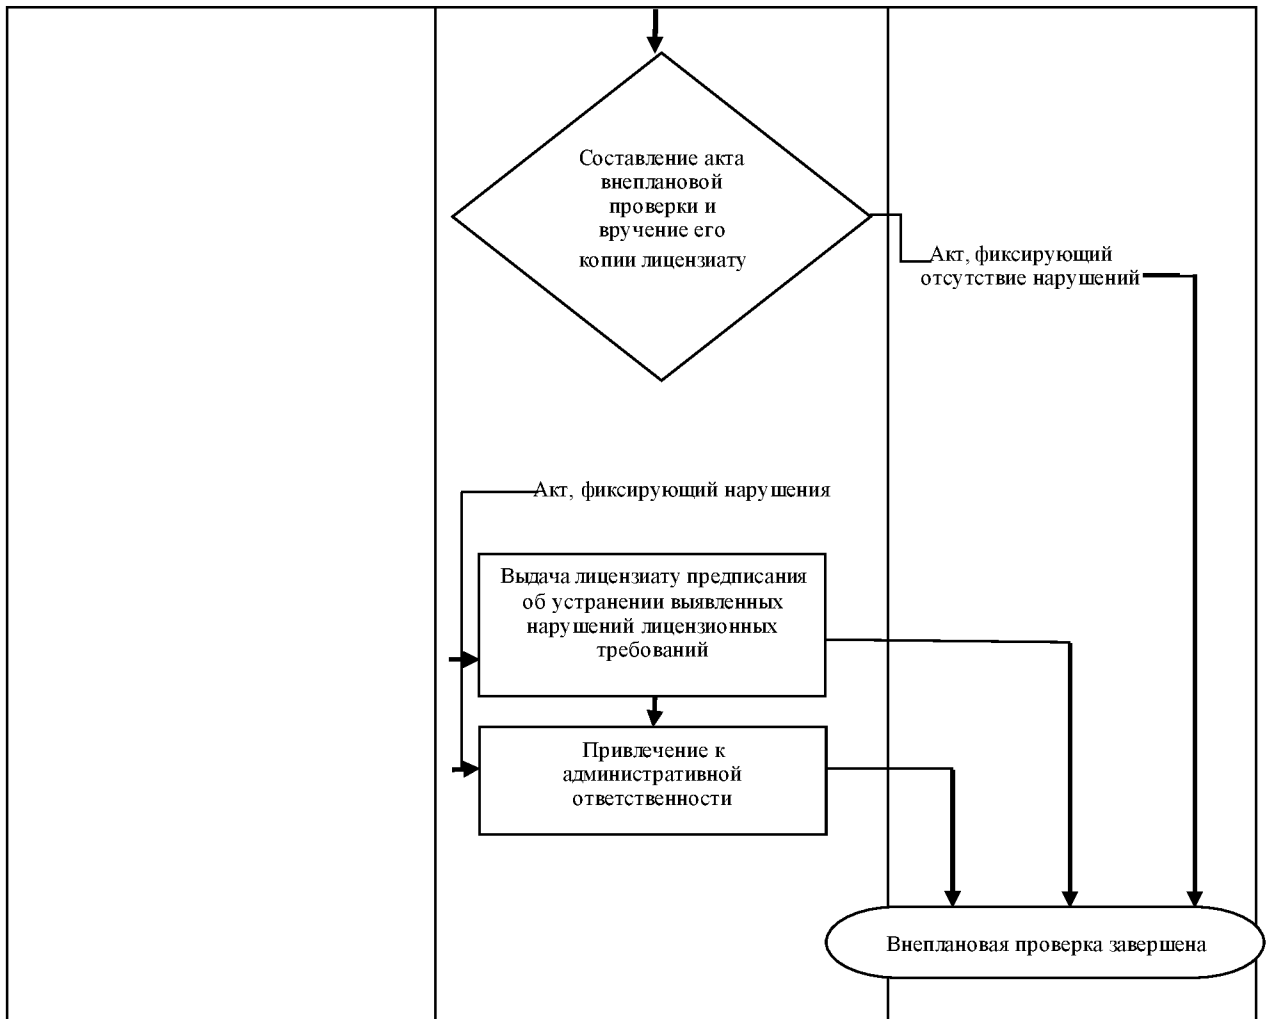 Составление акта
внеплановой
проверки и
вручение его
копии лицензиату
Акт, фиксирующий
отсутствие нарушений
Акт, фиксирующий нарушения
Выдача лицензиату предписания
об устранении выявленных
нарушений лицензионных
требований
Привлечение к
административной
ответственности
Внеплановая проверка завершена